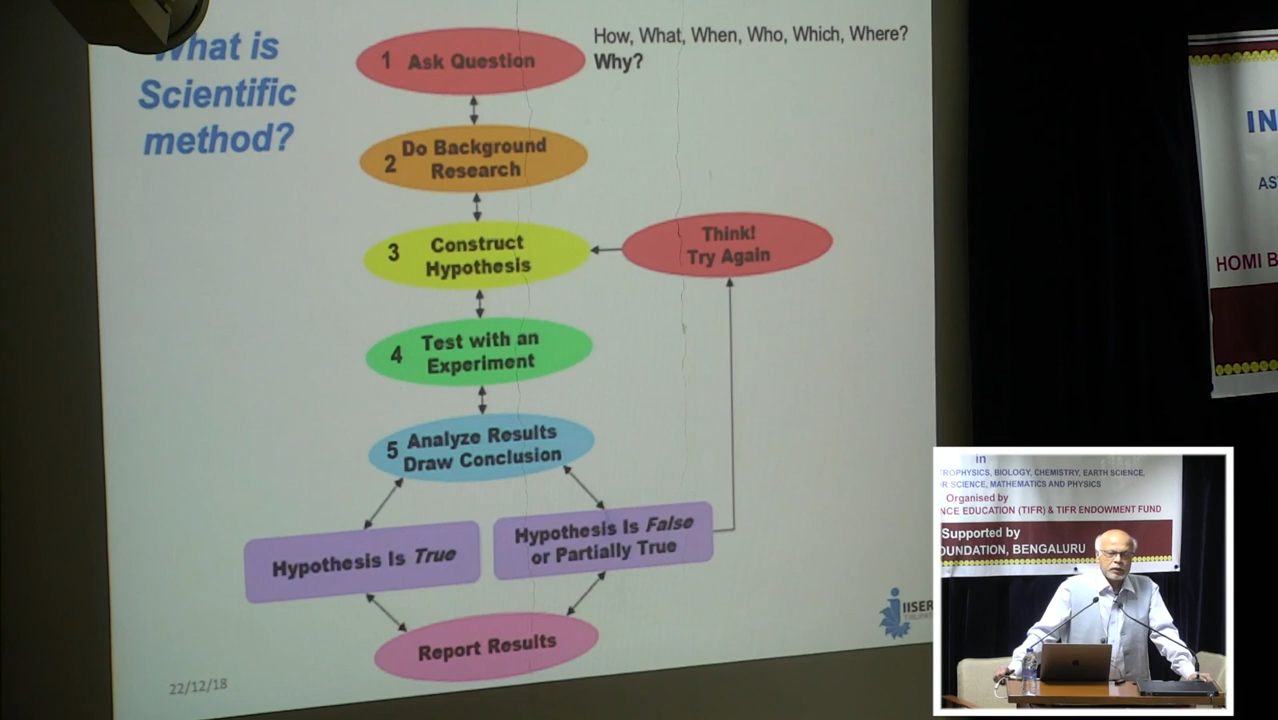 What is
Scientific
method?
How, What, When, Who, Which, Where?
Why?
1 Ask Question
2 Do Background
Research
3 Construct
Hypothesis
Think!
Try Again
4 Test with an
Experiment
5 Analyze Results
Draw Conclusion
Hypothesis Is True
Hypothesis Is False
or Partially True
Report Results
22/12/18
IISER
IN
AS
HOMI B
in
TROPHYSICS, BIOLOGY, CHEMISTRY, EARTH SCIENCE,
R SCIENCE, MATHEMATICS AND PHYSICS
Organised by
NCE EDUCATION (TIFR) & TIFR ENDOWMENT FUND
Supported by
OUNDATION, BENGALURU